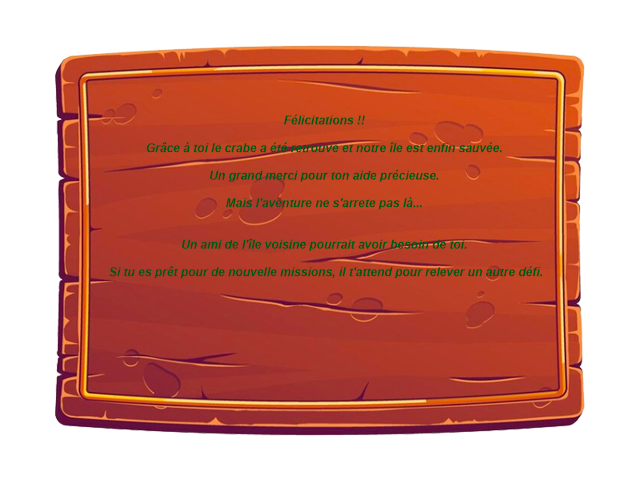 Félicitations !!
Grâce à toi le crabe a été retrouvé et notre île est enfin sauvée.
Un grand merci pour ton aide précieuse.
Mais l'aventure ne s'arrete pas là...
Un ami de l'île voisine pourrait avoir besoin de toi.
Si tu es prêt pour de nouvelle missions, il t'attend pour relever un autre défi.